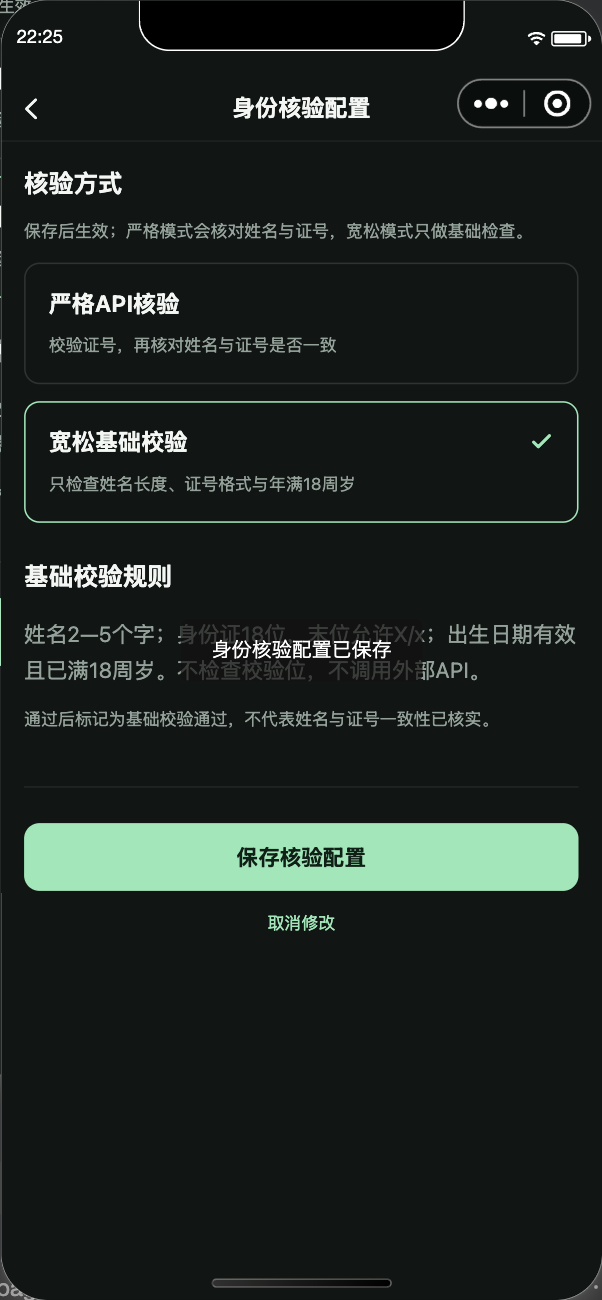 22:25
身份核验配置
核验方式
保存后生效；严格模式会核对姓名与证号，宽松模式只做基础检查。
严格API核验
校验证号，再核对姓名与证号是否一致
宽松基础校验
只检查姓名长度、证号格式与年满18周岁
基础校验规则
姓名2—5个字；身份证18位，末位允许X/x；出生日期有效
身份核验配置已保存
且已满18周岁。不检查校验位，不调用外部API。
通过后标记为基础校验通过，不代表姓名与证号一致性已核实。
保存核验配置
取消修改